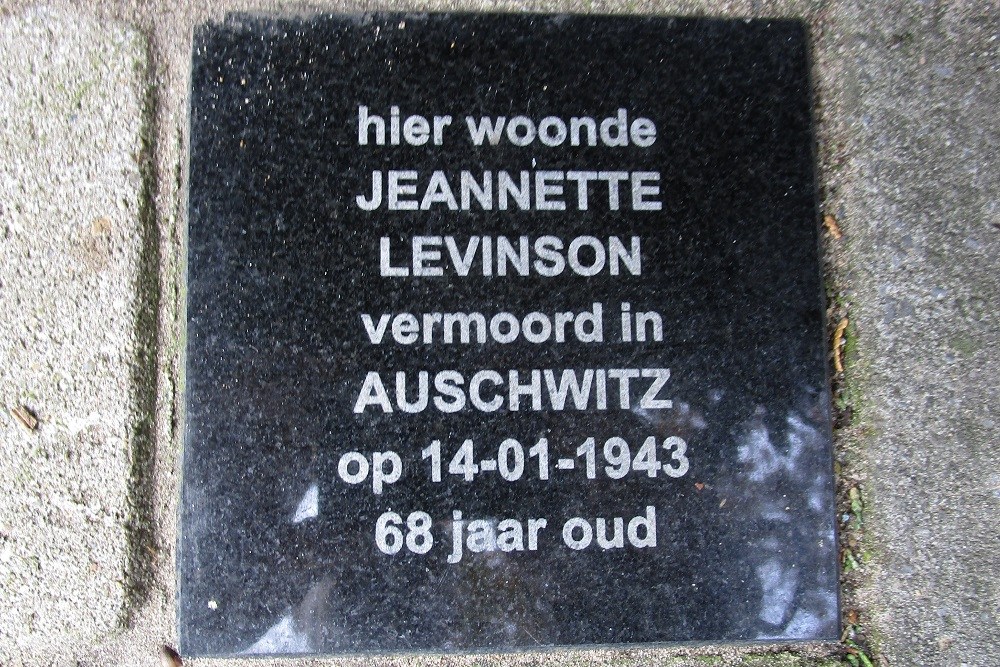 hier woonde
JEANNETTE
LEVINSON
vermoord in
AUSCHWITZ
op 14-01-1943
68 jaar oud